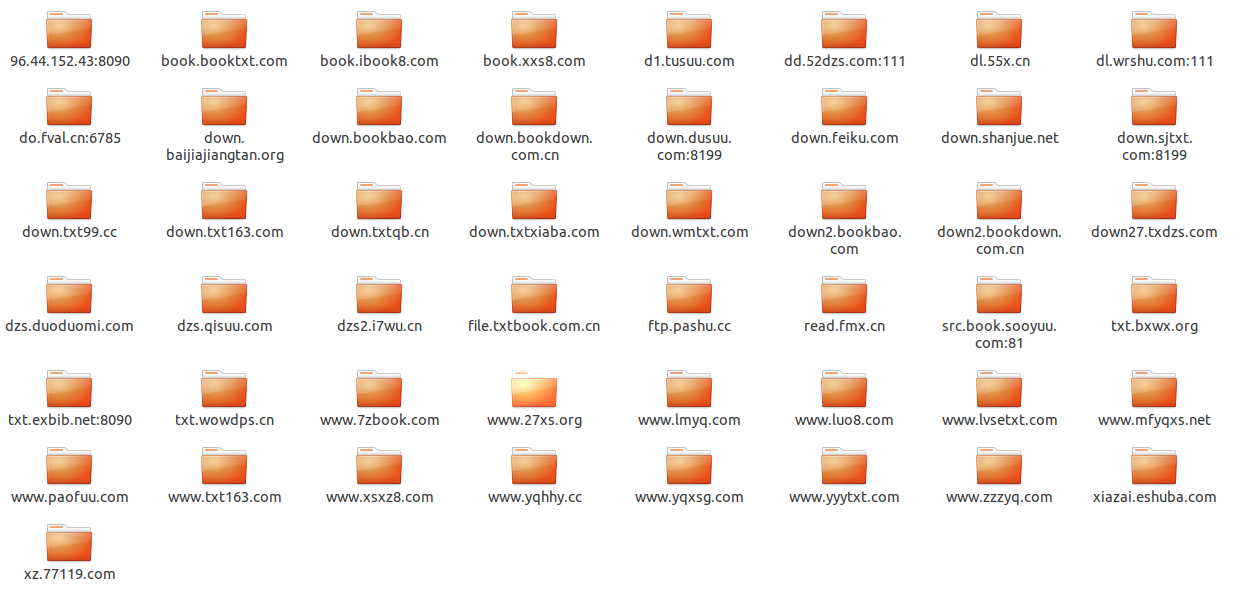 96.44.152.43:8090
book.booktxt.com
book.ibook8.com
book.xxs8.com
d1.tusuu.com
dd.52dzs.com:111
dl.55x.cn
dl.wrshu.com:111
do.fval.cn:6785
down.
baijiajiangtan.org
down.bookbao.com
down.bookdown.
com.cn
down.dusuu.
com:8199
down.feiku.com
down.shanjue.net
down.sjtxt.
com:8199
down.txt99.cc
down.txt163.com
down.txtqb.cn
down.txtxiaba.com
down.wmtxt.com
down2.bookbao.
com
down2.bookdown.
com.cn
down27.txdzs.com
dzs.duoduomi.com
dzs.qisuu.com
dzs2.i7wu.cn
file.txtbook.com.cn
ftp.pashu.cc
read.fmx.cn
src.book.sooyuu.
com:81
txt.bxwx.org
txt.exbib.net:8090
txt.wowdps.cn
www.7zbook.com
www.27xs.org
www.lmyq.com
www.luo8.com
www.lvsetxt.com
www.mfyqxs.net
www.paofuu.com
www.txt163.com
www.xsxz8.com
www.yqhhy.cc
www.yqxsg.com
www.yyytxt.com
www.zzzyq.com
xiazai.eshuba.com
xz.77119.com